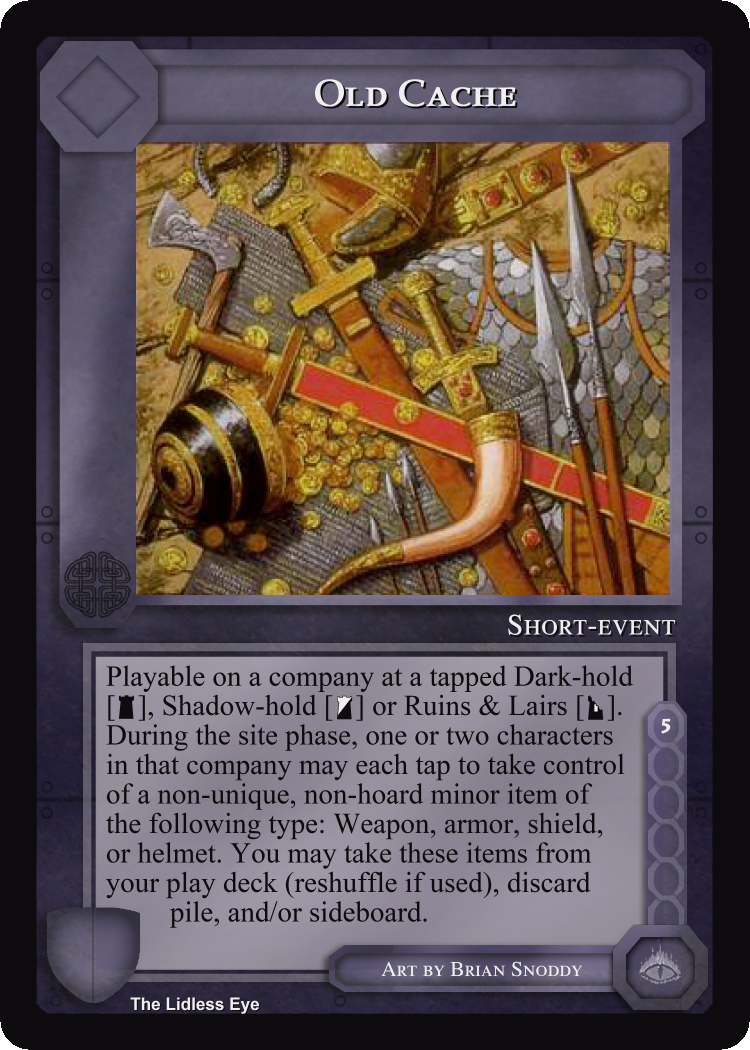 Old Cache
Short-event
Playable on a company at a tapped Dark-hold
[], Shadow-hold [] or Ruins & Lairs [].
During the site phase, one or two characters
in that company may each tap to take control
of a non-unique, non-hoard minor item of
the following type: Weapon, armor, shield,
or helmet. You may take these items from
your play deck (reshuffle if used), discard
pile, and/or sideboard.
5
Art by Brian Snoddy
The Lidless Eye